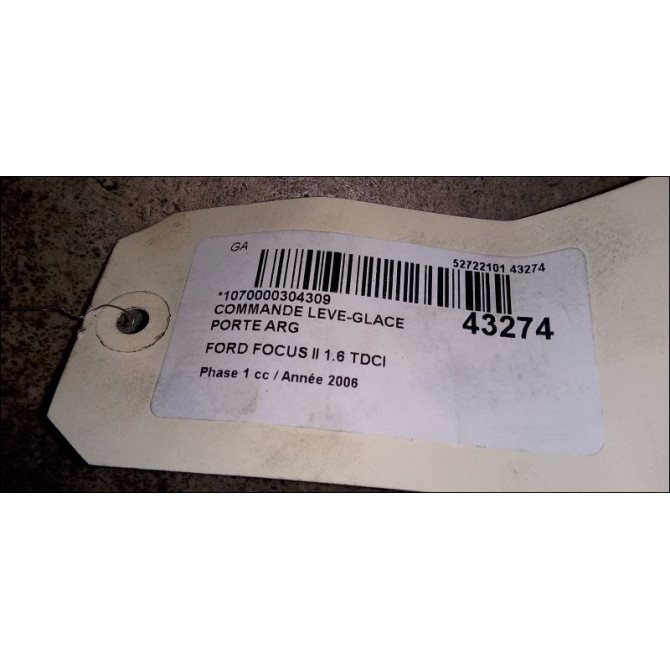 GA
52722101 43274
*1070000304309
43274
COMMANDE LEVE-GLACE
PORTE ARG
FORD FOCUS II 1.6 TDCI
Phase 1 cc / Année 2006